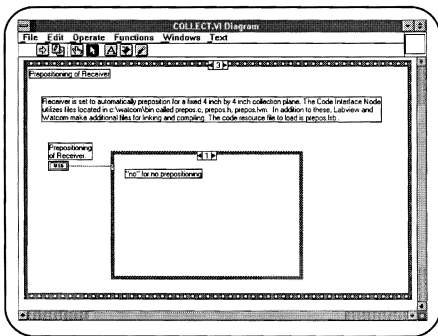 COLLECT.VI Diagram
File Edit Operate Functions Windows Text
3
Prepositioning of Receiver
Receiver is set to automatically preposition for a fixed 4 inch by 4 inch collection plane. The Code Interface Node
utilizes files located in c:\watcom\bin called prepos.c, prepos.h, prepos.lvm. In addition to these, Labview and
Watcom make additional files for linking and compiling. The code resource file to load is prepos.lsb.
Prepositioning
of Receiver.
1
"no" for no prepositioning